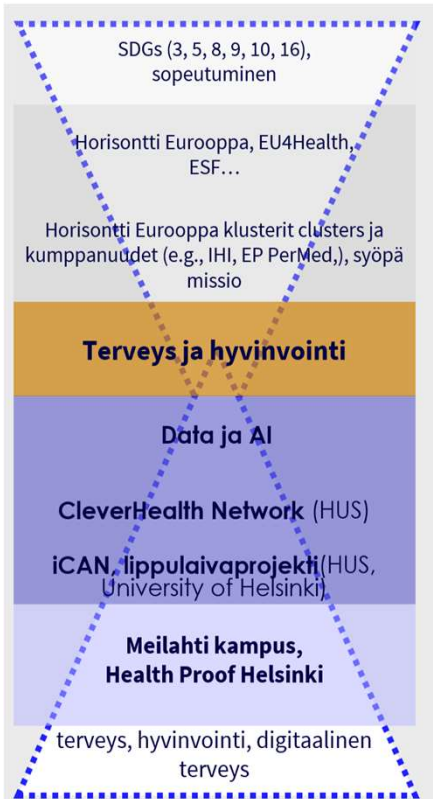 SDGs (3, 5, 8, 9, 10, 16),
sopeutuminen
Horisontti Eurooppa, EU4Health,
ESF...
Horisontti Eurooppa klusterit clusters ja
kumppanuudet (e.g., IHI, EP PerMed,), syöpä
missio
Terveys ja hyvinvointi
Data ja AI
CleverHealth Network (HUS)
iCAN, lippulaivaprojekti(HUS,
University of Helsinki)
Meilahti kampus,
Health Proof Helsinki
terveys, hyvinvointi, digitaalinen
terveys